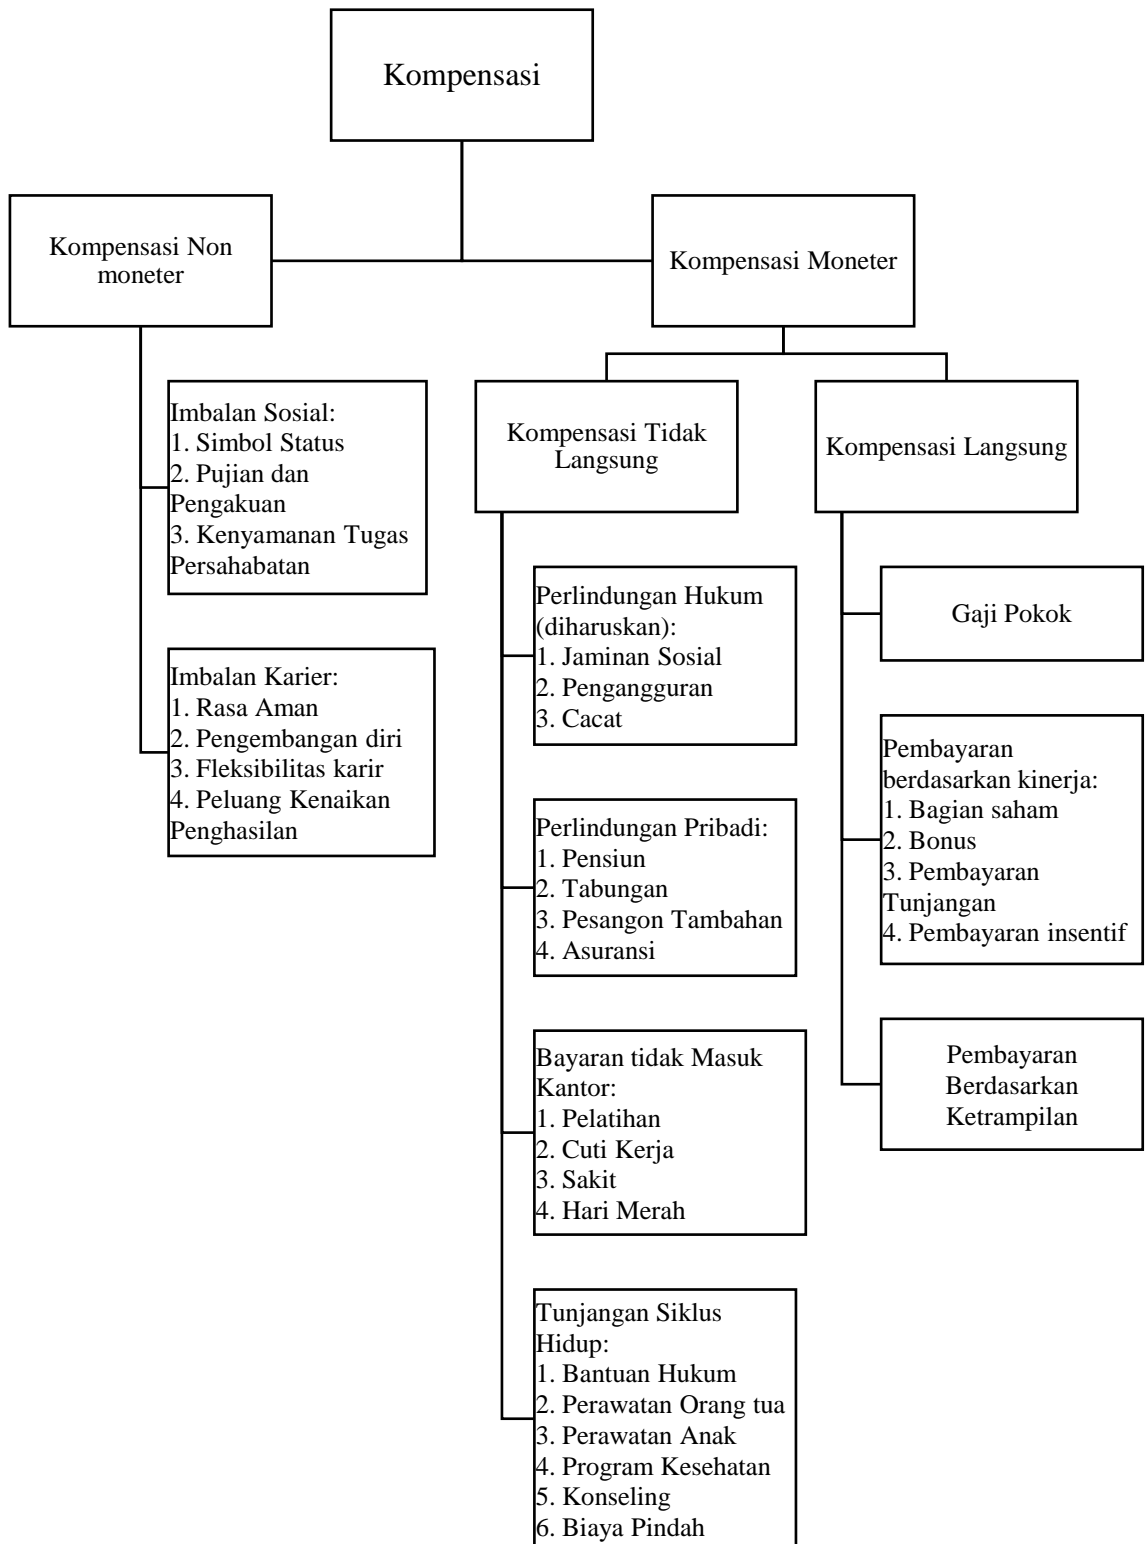 Kompensasi
Kompensasi Non
moneter
Kompensasi Moneter
Imbalan Sosial:
1. Simbol Status
2. Pujian dan
Pengakuan
3. Kenyamanan Tugas
Persahabatan
Imbalan Karier:
1. Rasa Aman
2. Pengembangan diri
3. Fleksibilitas karir
4. Peluang Kenaikan
Penghasilan
Kompensasi Tidak
Langsung
Perlindungan Hukum
(diharuskan):
1. Jaminan Sosial
2. Pengangguran
3. Cacat
Perlindungan Pribadi:
1. Pensiun
2. Tabungan
3. Pesangon Tambahan
4. Asuransi
Bayaran tidak Masuk
Kantor:
1. Pelatihan
2. Cuti Kerja
3. Sakit
4. Hari Merah
Tunjangan Siklus
Hidup:
1. Bantuan Hukum
2. Perawatan Orang tua
3. Perawatan Anak
4. Program Kesehatan
5. Konseling
6. Biaya Pindah
Kompensasi Langsung
Gaji Pokok
Pembayaran
berdasarkan kinerja:
1. Bagian saham
2. Bonus
3. Pembayaran
Tunjangan
4. Pembayaran insentif
Pembayaran
Berdasarkan
Ketrampilan